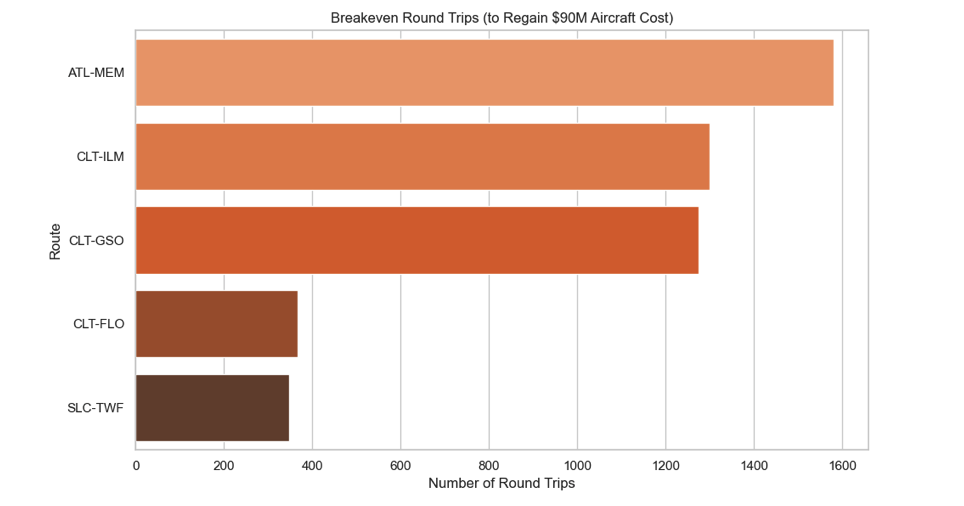 Breakeven Round Trips (to Regain $90M Aircraft Cost)
Route
ATL-MEM
CLT-ILM
CLT-GSO
CLT-FLO
SLC-TWF
0 200 400 600 800 1000 1200 1400 1600
Number of Round Trips